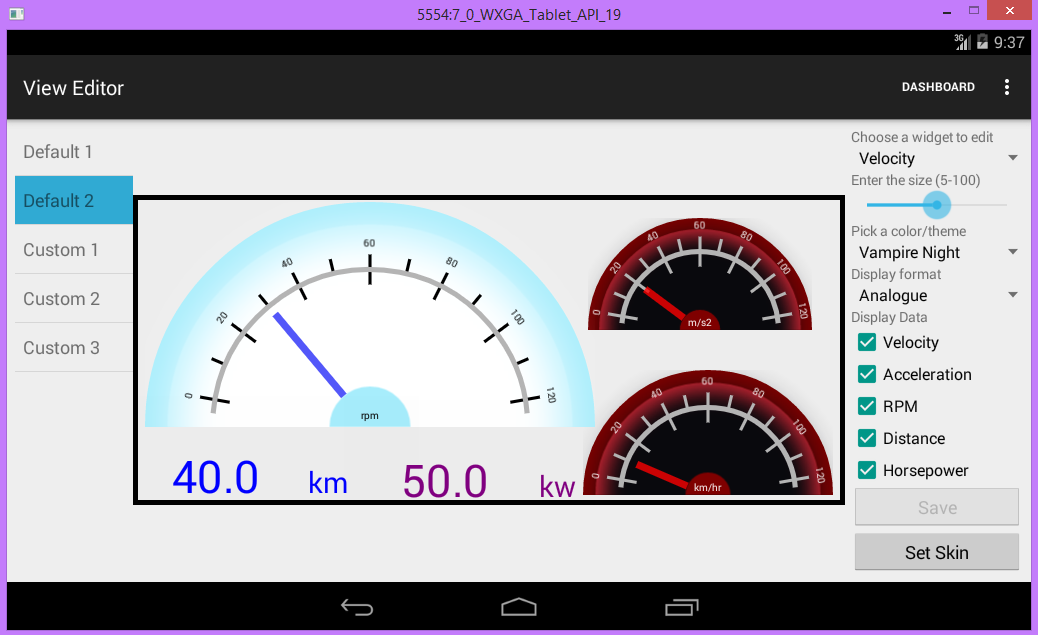 5554:7_0_WXGA_Tablet_API_19
3G 9:37
View Editor
DASHBOARD
Default 1
Default 2
Custom 1
Custom 2
Custom 3
0 20 40 60 80 100 120
rpm
40.0 km
50.0 kw
0 20 40 60 80 100 120
m/s2
0 20 40 60 80 100 120
km/hr
Choose a widget to edit
Velocity
Enter the size (5-100)
Pick a color/theme
Vampire Night
Display format
Analogue
Display Data
Velocity
Acceleration
RPM
Distance
Horsepower
Save
Set Skin